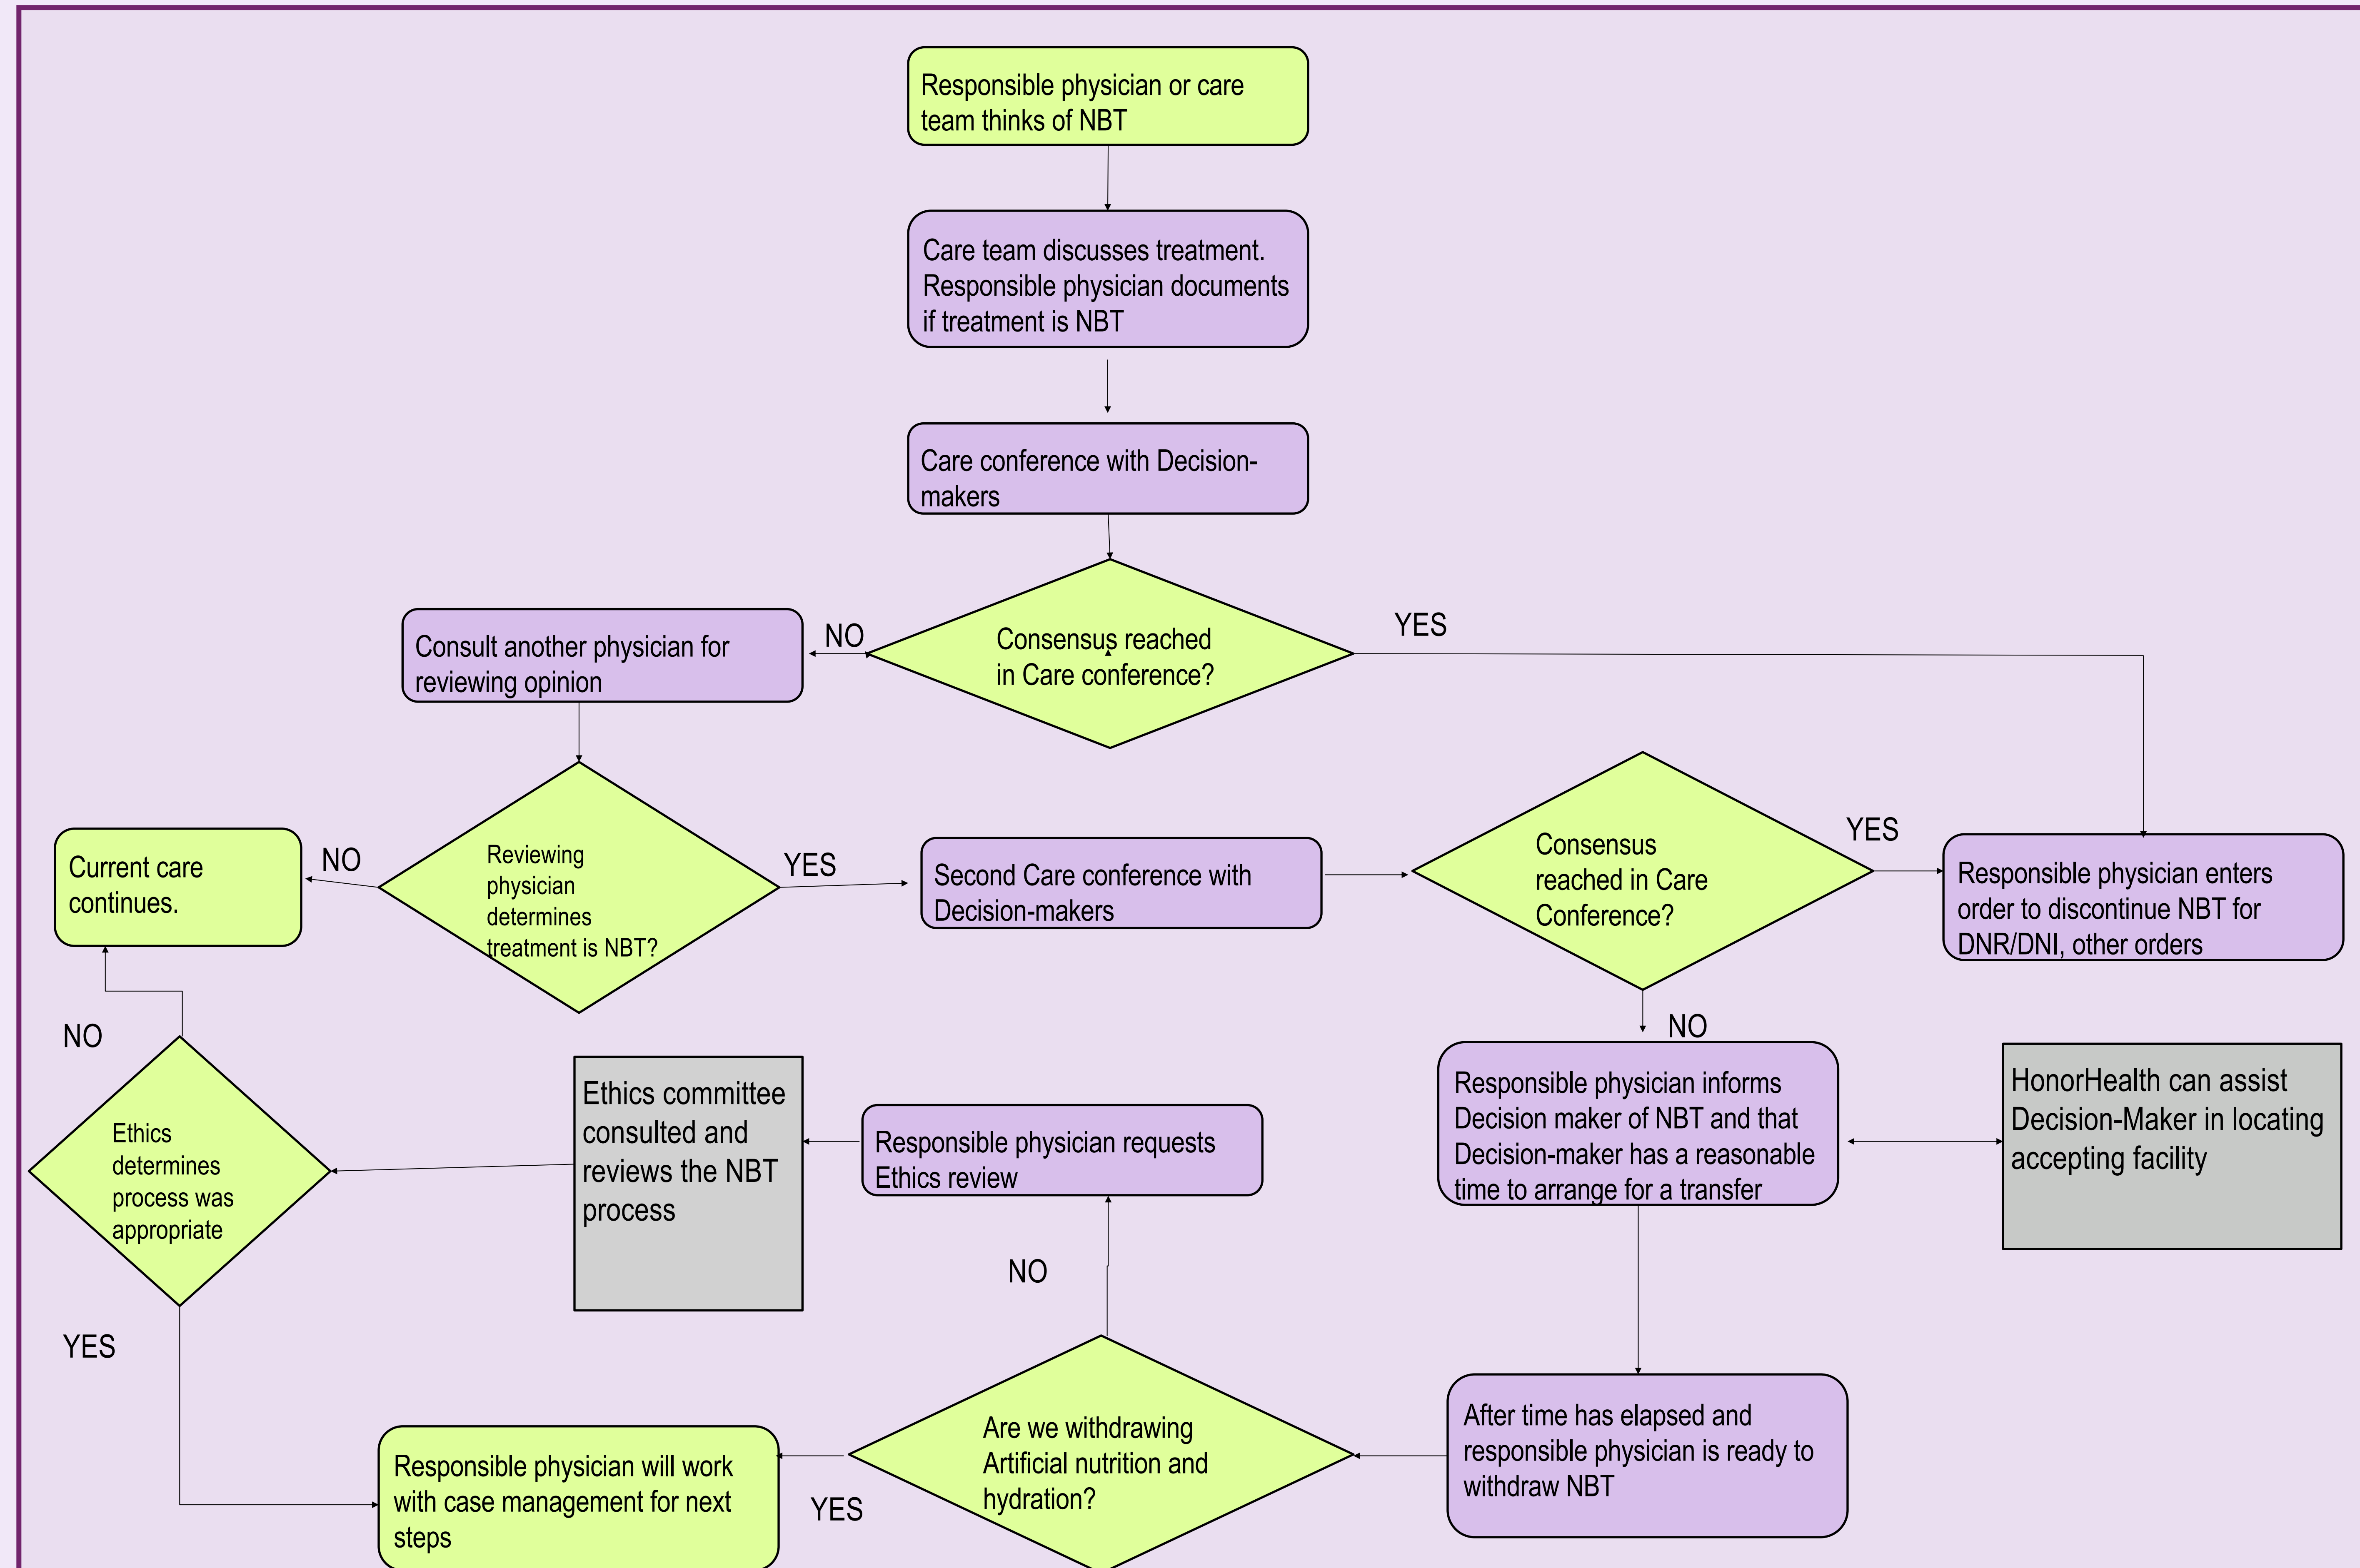 Responsible physician or care
team thinks of NBT
Care team discusses treatment.
Responsible physician documents
if treatment is NBT
Care conference with Decision-
makers
Consensus reached
in Care conference?
NO
YES
Consult another physician for
reviewing opinion
Reviewing
physician
determines
treatment is NBT?
NO
YES
Current care
continues.
Second Care conference with
Decision-makers
Consensus
reached in Care
Conference?
YES
NO
Responsible physician enters
order to discontinue NBT for
DNR/DNI, other orders
Responsible physician informs
Decision maker of NBT and that
Decision-maker has a reasonable
time to arrange for a transfer
HonorHealth can assist
Decision-Maker in locating
accepting facility
After time has elapsed and
responsible physician is ready to
withdraw NBT
Are we withdrawing
Artificial nutrition and
hydration?
NO
YES
Responsible physician requests
Ethics review
Ethics committee
consulted and
reviews the NBT
process
Ethics
determines
process was
appropriate
NO
YES
Responsible physician will work
with case management for next
steps